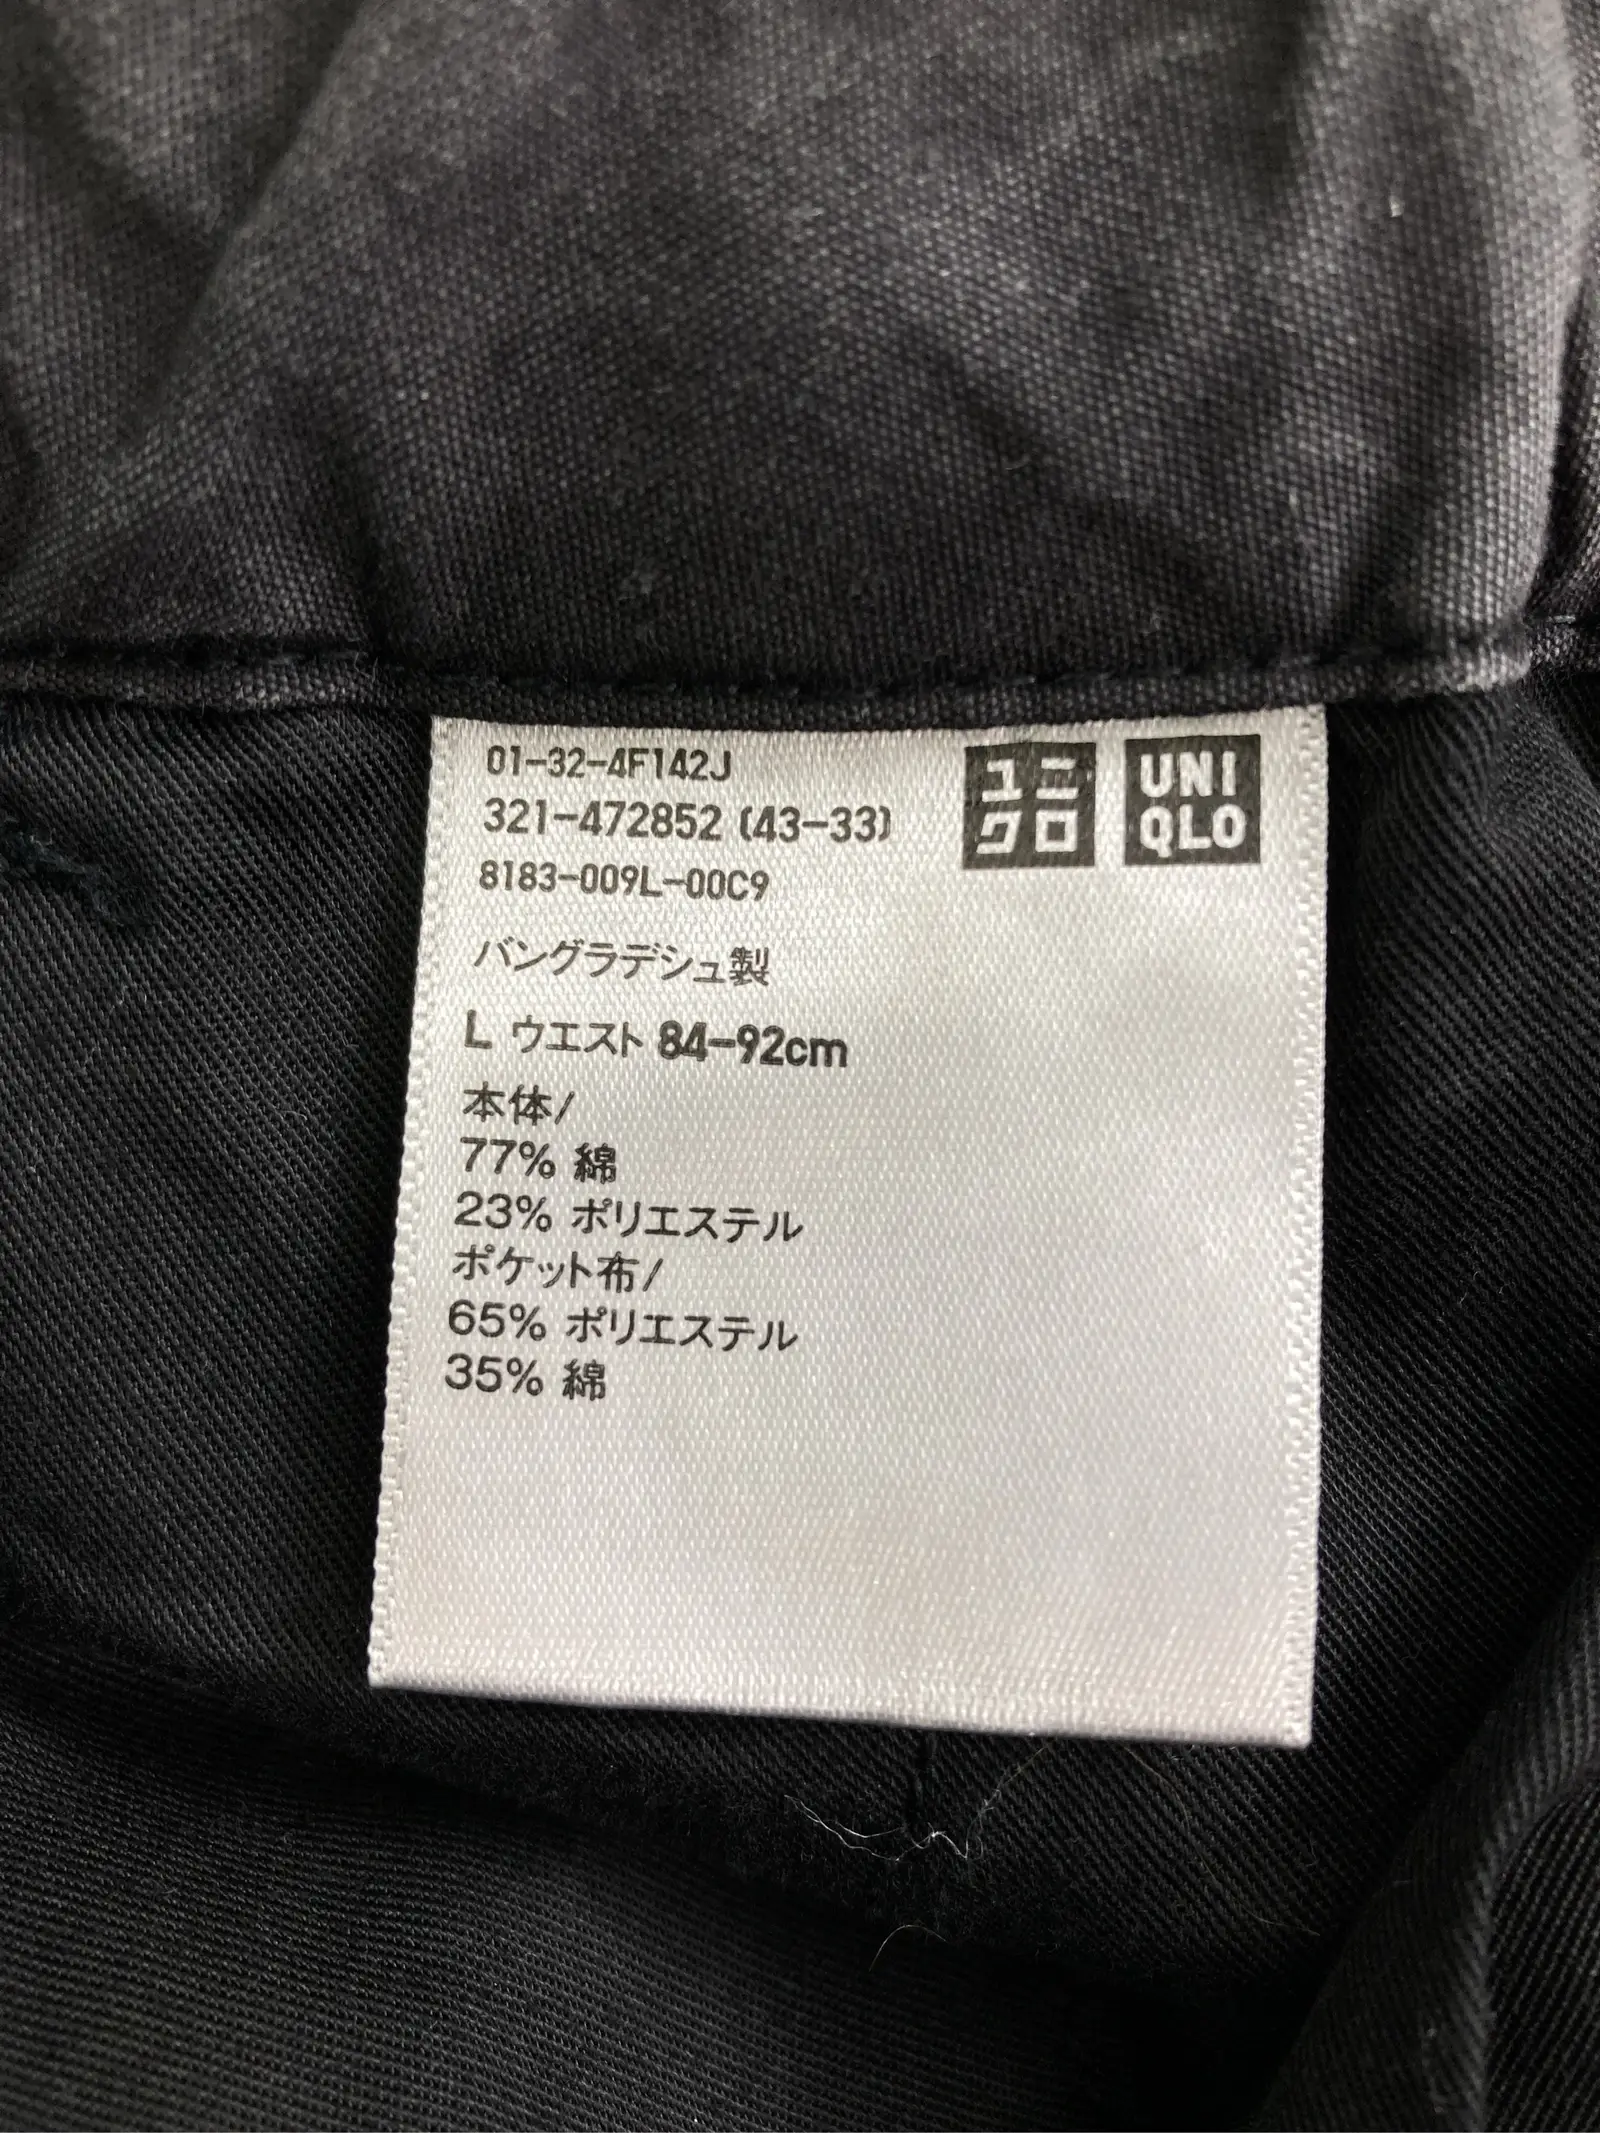 01-32-4F142J
321-472852 (43-33)
8183-009L-00C9
ユニ
クロ
UNI
QLO
バングラデシュ製
L ウエスト 84-92cm
本体/
77% 綿
23% ポリエステル
ポケット布/
65% ポリエステル
35% 綿